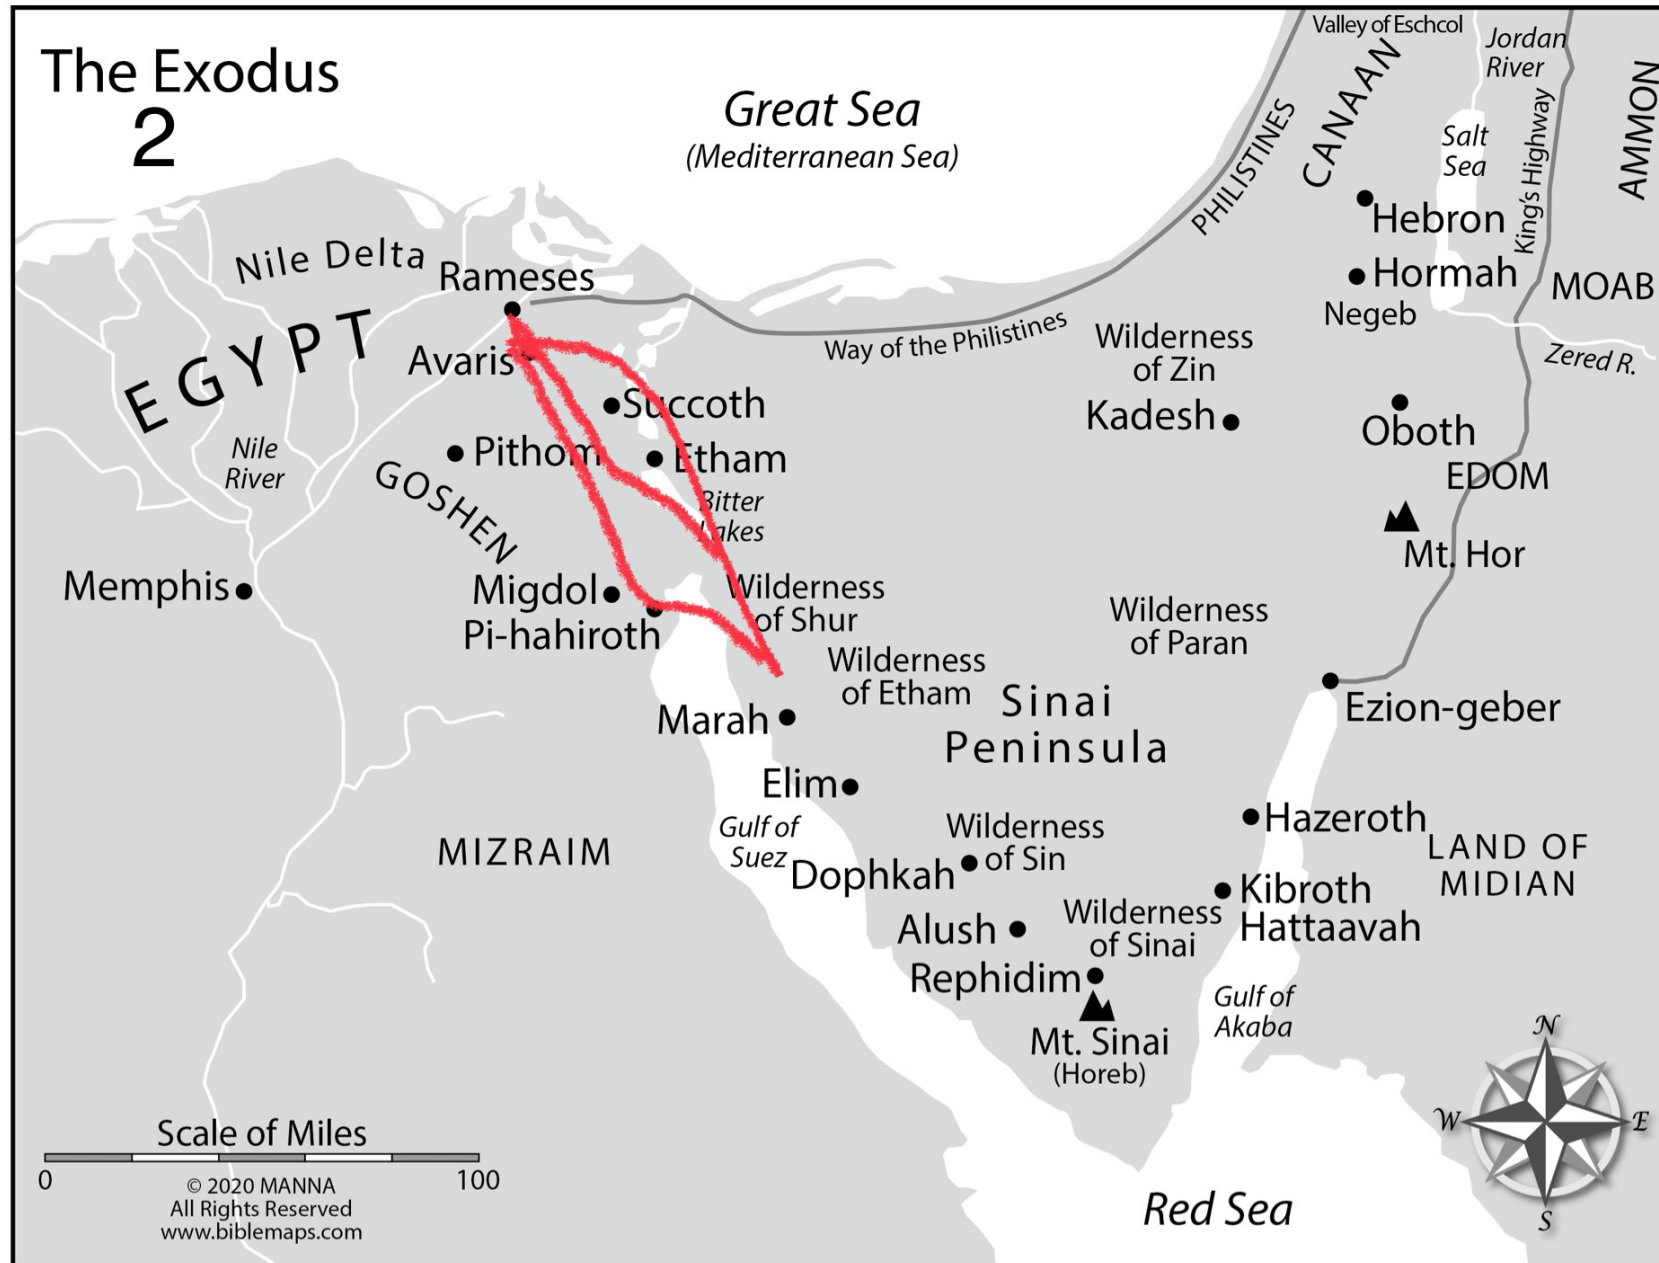 The Exodus
2
Great Sea
(Mediterranean Sea)
Valley of Eschcol
Jordan
River
CANAAN
PHILISTINES
Salt
Sea
King's Highway
AMMON
Hebron
Hormah
Negeb
MOAB
Zered R.
Nile Delta
Rameses
EGYPT
Avaris
Way of the Philistines
Wilderness
of Zin
Kadesh
Oboth
EDOM
Mt. Hor
Succoth
Pithom
Etham
Nile
River
GOSHEN
Bitter
Lakes
Memphis
Migdol
Pi-hahiroth
Wilderness
of Shur
Wilderness
of Etham
Wilderness
of Paran
Sinai
Peninsula
Ezion-geber
Marah
Elim
Gulf of
Suez
MIZRAIM
Wilderness
of Sin
Dophkah
Hazeroth
LAND OF
MIDIAN
Kibroth
Hattaavah
Alush
Wilderness
of Sinai
Rephidim
Mt. Sinai
(Horeb)
Gulf of
Akaba
Red Sea
N
W
E
S
Scale of Miles
0 100
© 2020 MANNA
All Rights Reserved
www.biblemaps.com